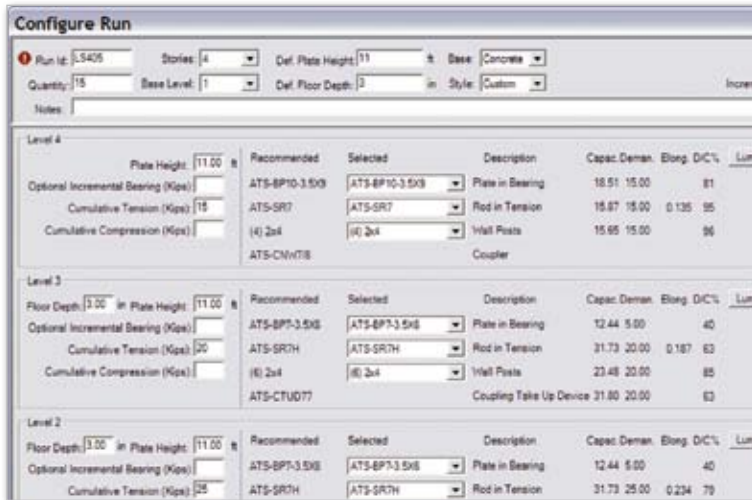 Configure Run
Run Id: LS405 Stories: 4 Def. Plate Height: 11 ft Base: Concrete
Quantity: 15 Base Level: 1 Def. Floor Depth: 3 in Style: Custom Increm
Notes:
Level 4
Plate Height: 11.00 ft Recommended Selected Description Capac. Deman. Elong. D/C% Lum
Optional Incremental Bearing (Kips): ATS-BP10-3.5X9 ATS-BP10-3.5X9 Plate in Bearing 18.51 15.00 81
Cumulative Tension (Kips): 15 ATS-SR7 ATS-SR7 Rod in Tension 15.87 15.00 0.135 95
Cumulative Compression (Kips): (4) 2x4 (4) 2x4 Wall Posts 15.65 15.00 96
Coupler
Level 3
Floor Depth: 3.00 in Plate Height: 11.00 ft Recommended Selected Description Capac. Deman. Elong. D/C% Lum
Optional Incremental Bearing (Kips): ATS-BP7-3.5X6 ATS-BP7-3.5X6 Plate in Bearing 12.44 5.00 40
Cumulative Tension (Kips): 20 ATS-SR7H ATS-SR7H Rod in Tension 31.73 20.00 0.187 63
Cumulative Compression (Kips): (6) 2x4 (6) 2x4 Wall Posts 23.48 20.00 85
ATS-CTUD77 Coupling Take Up Device 31.80 20.00 63
Level 2
Floor Depth: 3.00 in Plate Height: 11.00 ft Recommended Selected Description Capac. Deman. Elong. D/C% Lum
Optional Incremental Bearing (Kips): ATS-BP7-3.5X6 ATS-BP7-3.5X6 Plate in Bearing 12.44 5.00 40
Cumulative Tension (Kips): 25 ATS-SR7H ATS-SR7H Rod in Tension 31.73 25.00 0.234 79